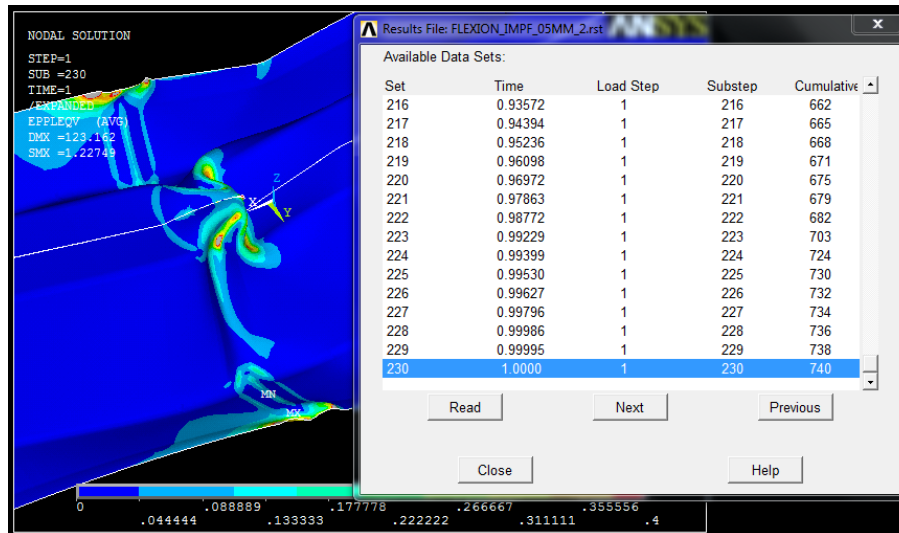 NODAL SOLUTION
STEP=1
SUB =230
TIME=1
/EXPANDED
EPPLEQV (AVG)
DMX =123.162
SMX =1.22749
X
Z
Y
MN
MX
0 .088889 .177778 .266667 .355556
.044444 .133333 .222222 .311111 .4
Results File: FLEXION_IMPF_05MM_2.rst
ANSYS
x
Available Data Sets:
Set Time Load Step Substep Cumulative
216 0.93572 1 216 662
217 0.94394 1 217 665
218 0.95236 1 218 668
219 0.96098 1 219 671
220 0.96972 1 220 675
221 0.97863 1 221 679
222 0.98772 1 222 682
223 0.99229 1 223 703
224 0.99399 1 224 724
225 0.99530 1 225 730
226 0.99627 1 226 732
227 0.99796 1 227 734
228 0.99986 1 228 736
229 0.99995 1 229 738
230 1.0000 1 230 740
Read Next Previous
Close Help